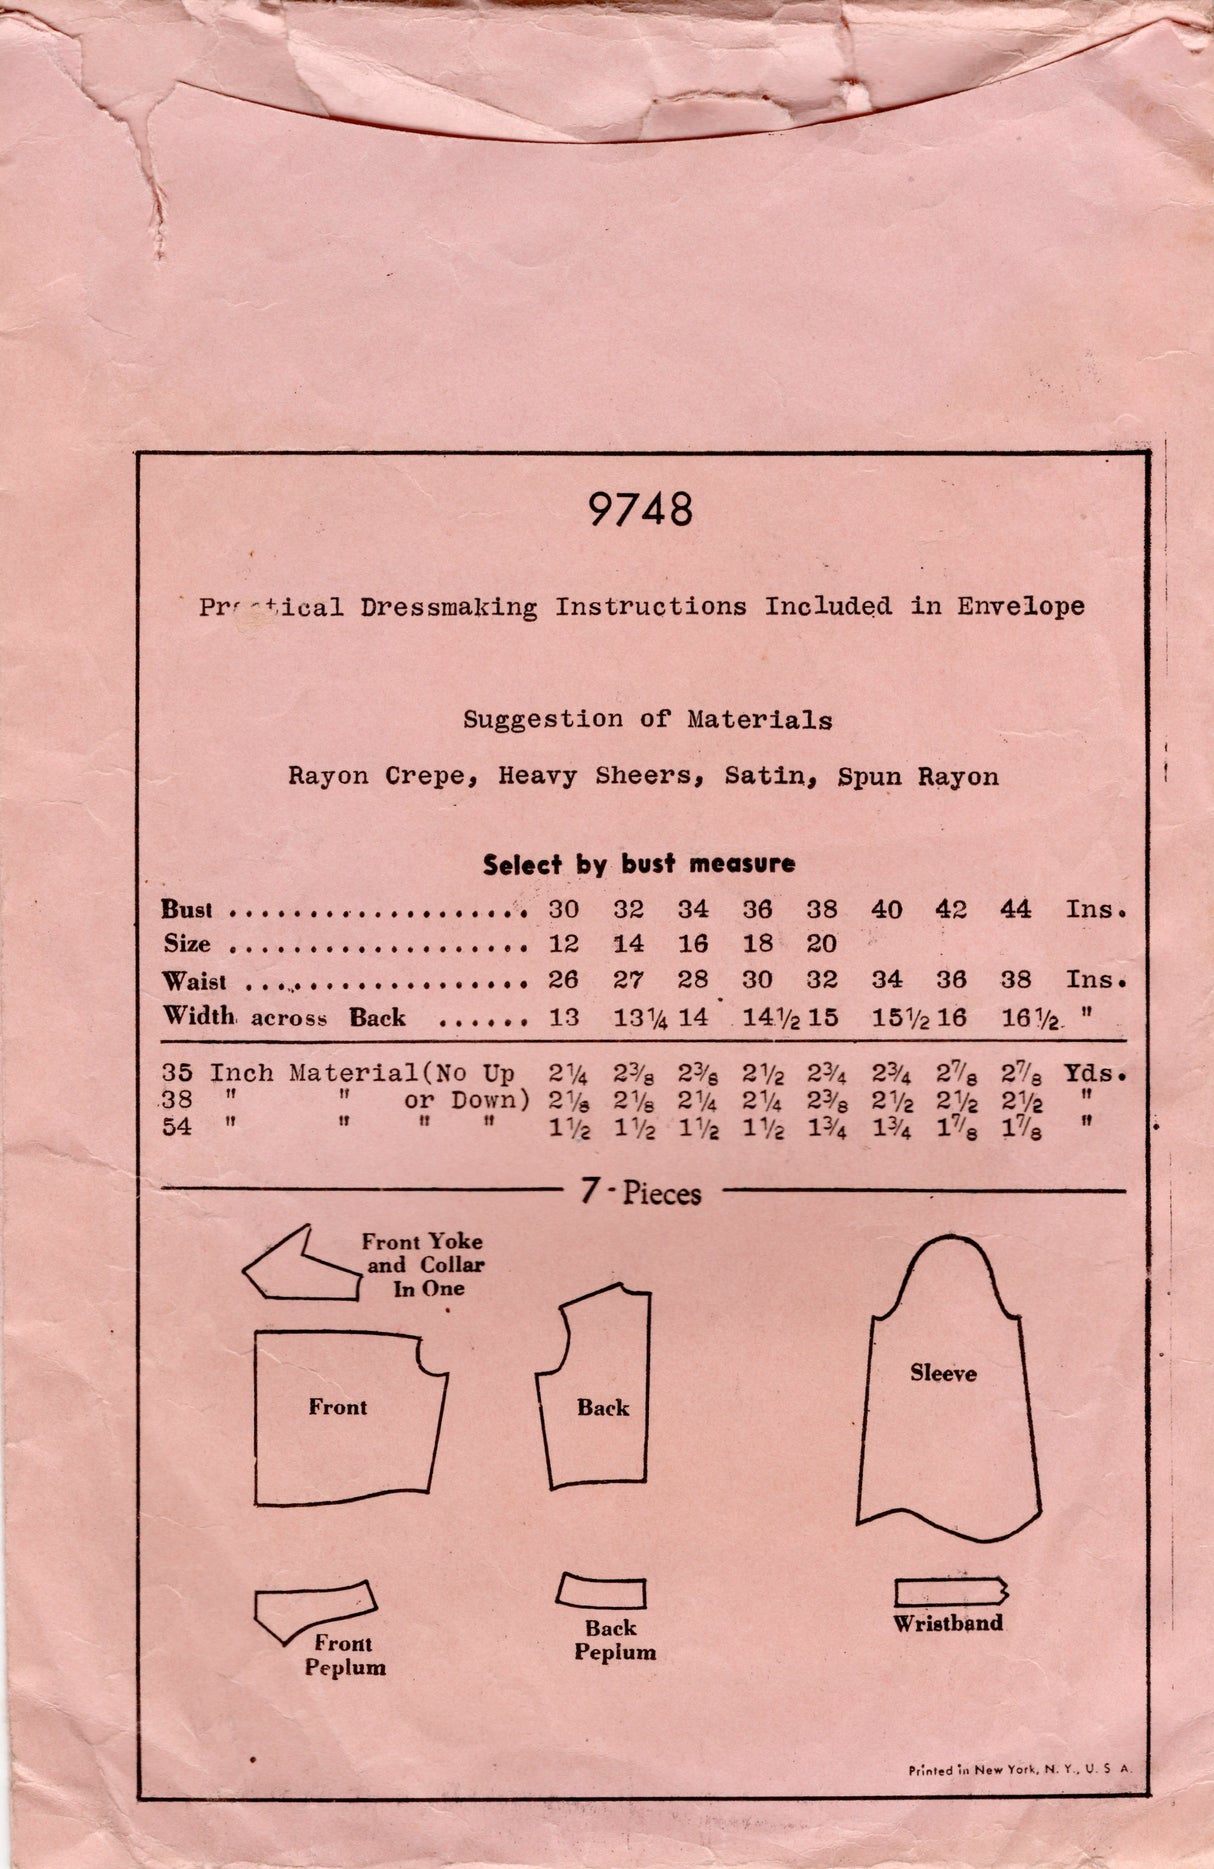 9748
Practical Dressmaking Instructions Included in Envelope
Suggestion of Materials
Rayon Crepe, Heavy Sheers, Satin, Spun Rayon
Select by bust measure
Bust ................... 30 32 34 36 38 40 42 44 Ins.
Size ................... 12 14 16 18 20
Waist .................. 26 27 28 30 32 34 36 38 Ins.
Width across Back ...... 13 13¼ 14 14½ 15 15½ 16 16½ "
35 Inch Material(No Up 2¼ 2⅜ 2⅜ 2½ 2¾ 2¾ 2⅞ 2⅞ Yds.
38 " " or Down) 2⅛ 2⅛ 2¼ 2¼ 2⅜ 2½ 2½ 2½ "
54 " " " " 1½ 1½ 1½ 1½ 1¾ 1¾ 1⅞ 1⅞ "
7 - Pieces
Front Yoke
and Collar
In One
Front
Back
Sleeve
Front
Peplum
Back
Peplum
Wristband
Printed in New York, N. Y., U. S. A.